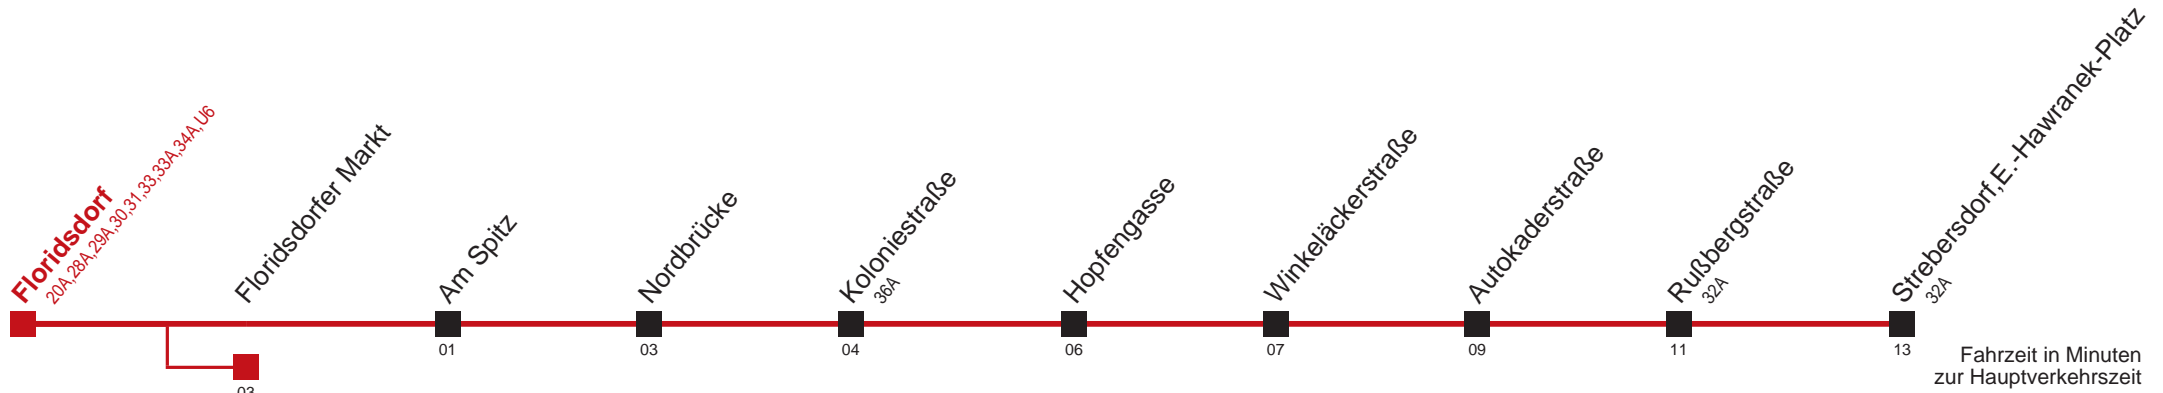 Floridsdorf
20A,28A,29A,30,31,33,33A,34A,U6
Floridsdorfer Markt
03
Am Spitz
01
Nordbrücke
03
Koloniestraße
36A
04
Hopfengasse
06
Winkeläckerstraße
07
Autokaderstraße
09
Rußbergstraße
32A
11
Strebersdorf,E.-Hawranek-Platz
32A
13
Fahrzeit in Minuten
zur Hauptverkehrszeit